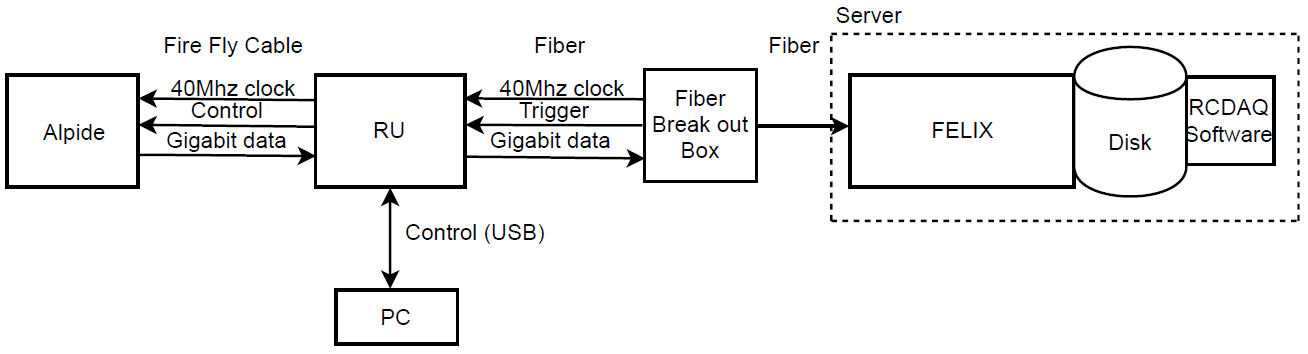 Server
Fire Fly Cable
Fiber
Fiber
40Mhz clock
Control
Gigabit data
40Mhz clock
Trigger
Gigabit data
Alpide
RU
Fiber
Break out
Box
FELIX
Disk
RCDAQ
Software
Control (USB)
PC